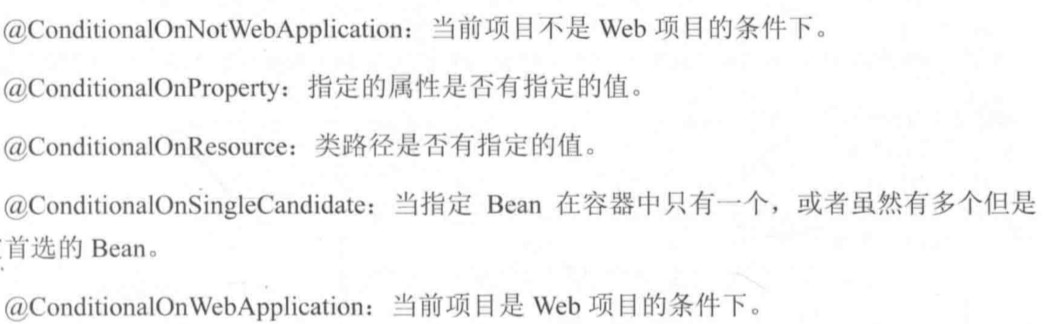 @ConditionalOnNotWebApplication：当前项目不是 Web 项目的条件下。
@ConditionalOnProperty：指定的属性是否有指定的值。
@ConditionalOnResource：类路径是否有指定的值。
@ConditionalOnSingleCandidate：当指定 Bean 在容器中只有一个，或者虽然有多个但是
首选的 Bean。
@ConditionalOnWebApplication：当前项目是 Web 项目的条件下。